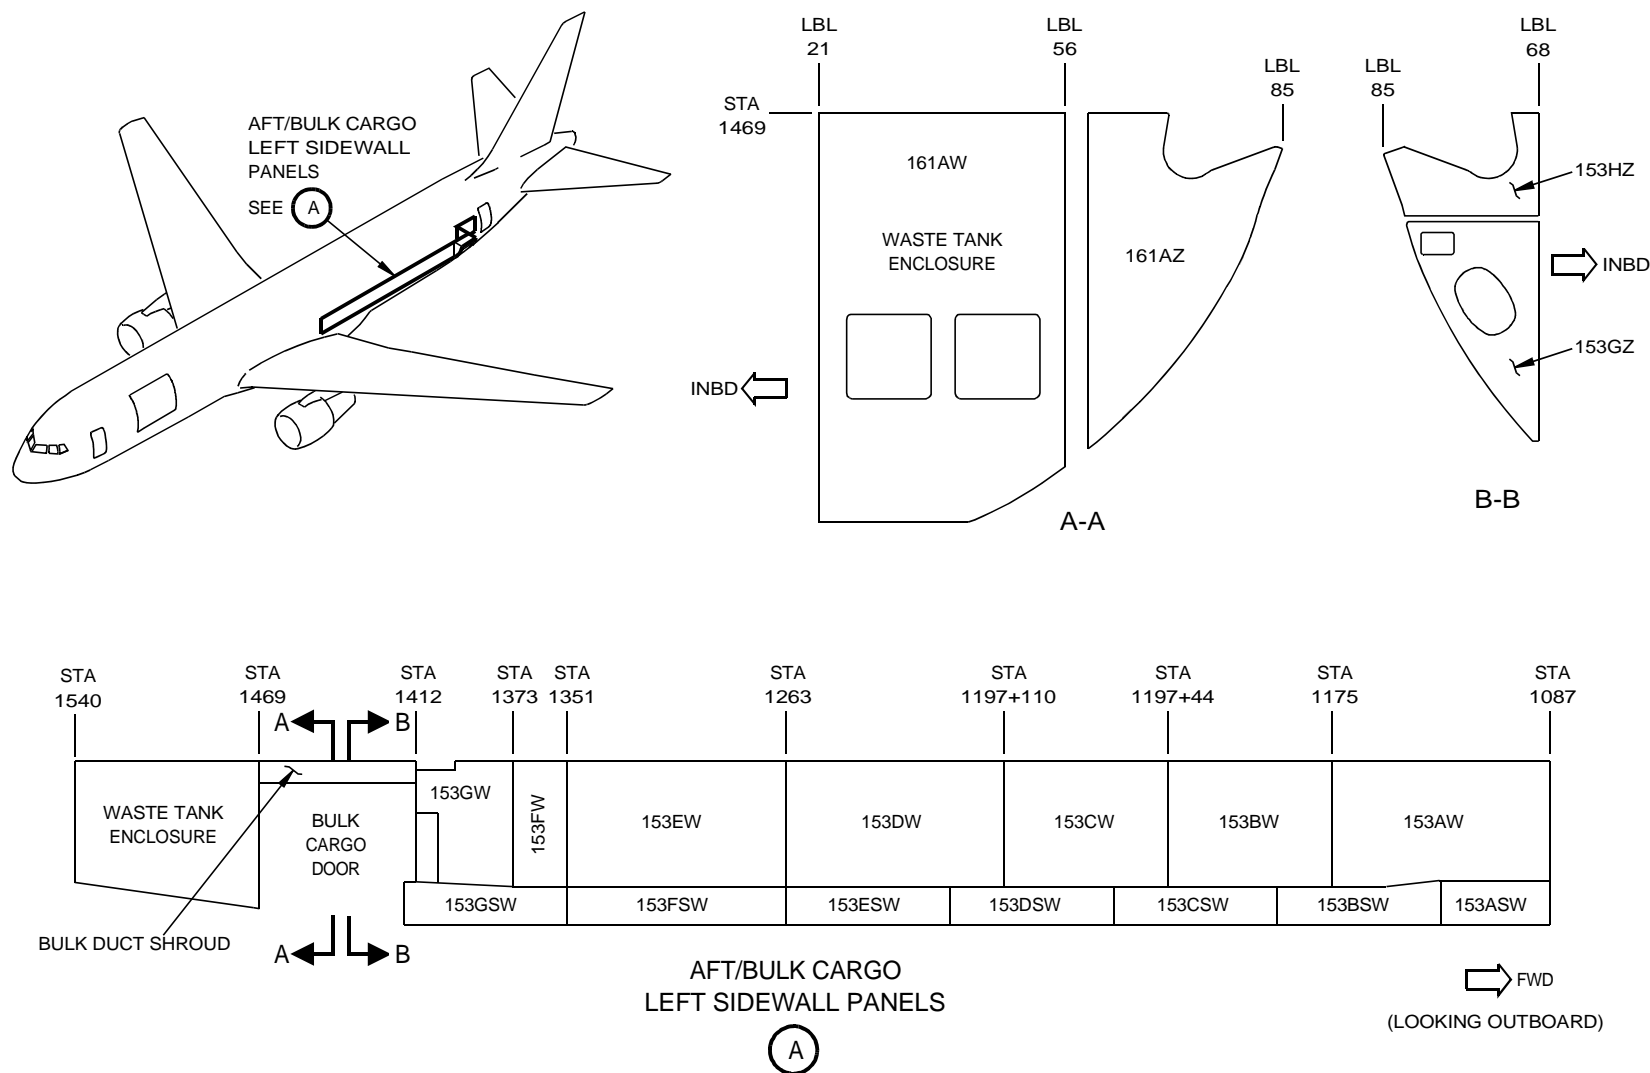 AFT/BULK CARGO
LEFT SIDEWALL
PANELS
SEE A
LBL
21
LBL
56
LBL
85
STA
1469
161AW
WASTE TANK
ENCLOSURE
161AZ
INBD
A-A
LBL
85
LBL
68
153HZ
INBD
153GZ
B-B
STA
1540
STA
1469
STA
1412
STA
1373
STA
1351
STA
1263
STA
1197+110
STA
1197+44
STA
1175
STA
1087
A B
WASTE TANK
ENCLOSURE
BULK
CARGO
DOOR
153GW
153FW
153EW
153DW
153CW
153BW
153AW
153GSW
153FSW
153ESW
153DSW
153CSW
153BSW
153ASW
BULK DUCT SHROUD
A B
AFT/BULK CARGO
LEFT SIDEWALL PANELS
A
FWD
(LOOKING OUTBOARD)